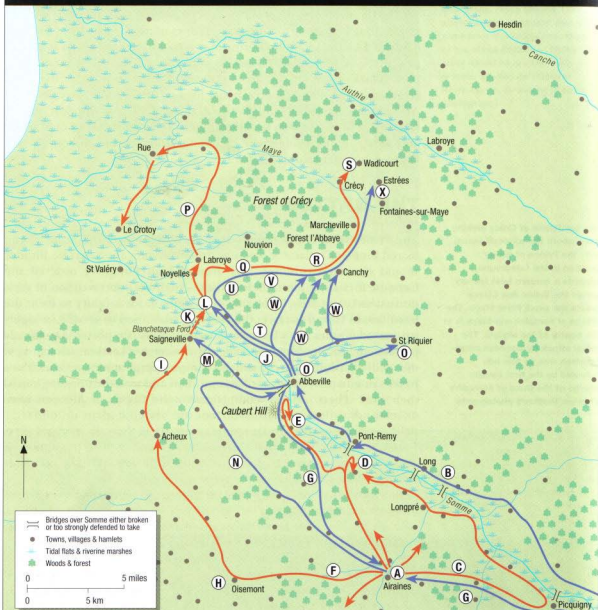 Hesdin
Canche
Authie
Labroye
Rue
Maye
S
Wadicourt
Crécy
Estrées
X
Fontaines-sur-Maye
Forest of Crécy
P
Le Crotoy
Marcheville
Forest l'Abbaye
Nouvion
R
Labroye
Q
St Valéry
Noyelles
V
Canchy
U
L
W
K
Blanchetaque Ford
T
W
W
Saigneville
St Riquier
M
J
O
O
I
Abbeville
Caubert Hill
E
Acheux
Pont-Remy
N
D
Long
B
G
Somme
Longpré
N
Bridges over Somme either broken
or too strongly defended to take
Towns, villages & hamlets
Tidal flats & riverine marshes
Woods & forest
0 5 miles
0 5 km
F
A
C
H
Oisemont
Airaines
G
Picquigny